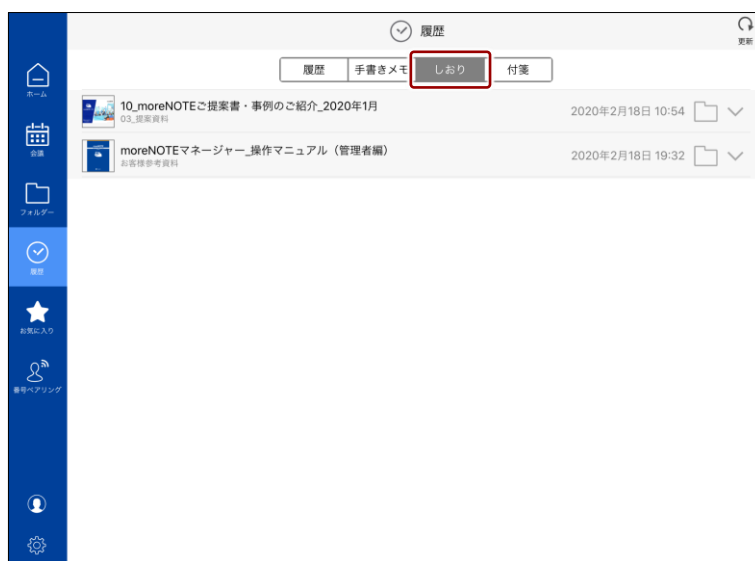 履歴
更新
履歴 手書きメモ しおり 付箋
ホーム
会議
フォルダー
履歴
お気に入り
番号ペアリング
10_moreNOTEご提案書・事例のご紹介_2020年1月
03_提案資料
2020年2月18日 10:54
moreNOTEマネージャー_操作マニュアル（管理者編）
お客様参考資料
2020年2月18日 19:32